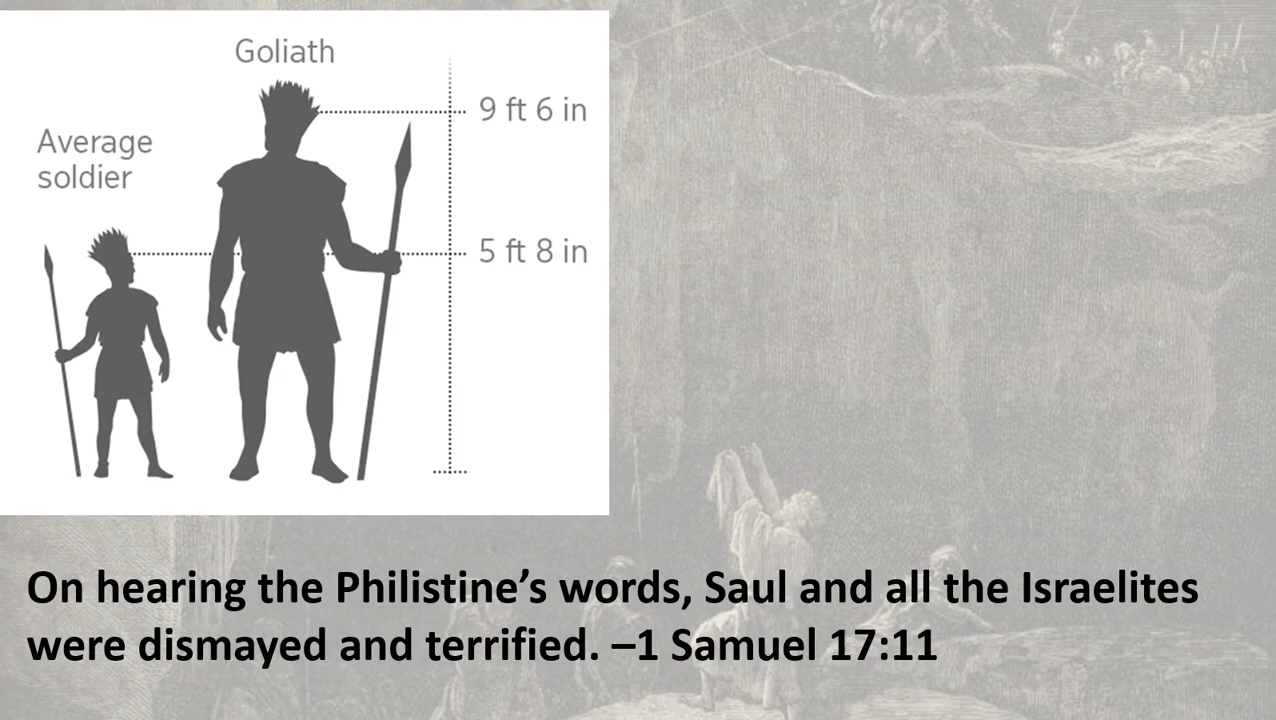 Goliath
9 ft 6 in
Average
soldier
5 ft 8 in
On hearing the Philistine’s words, Saul and all the Israelites
were dismayed and terrified. –1 Samuel 17:11